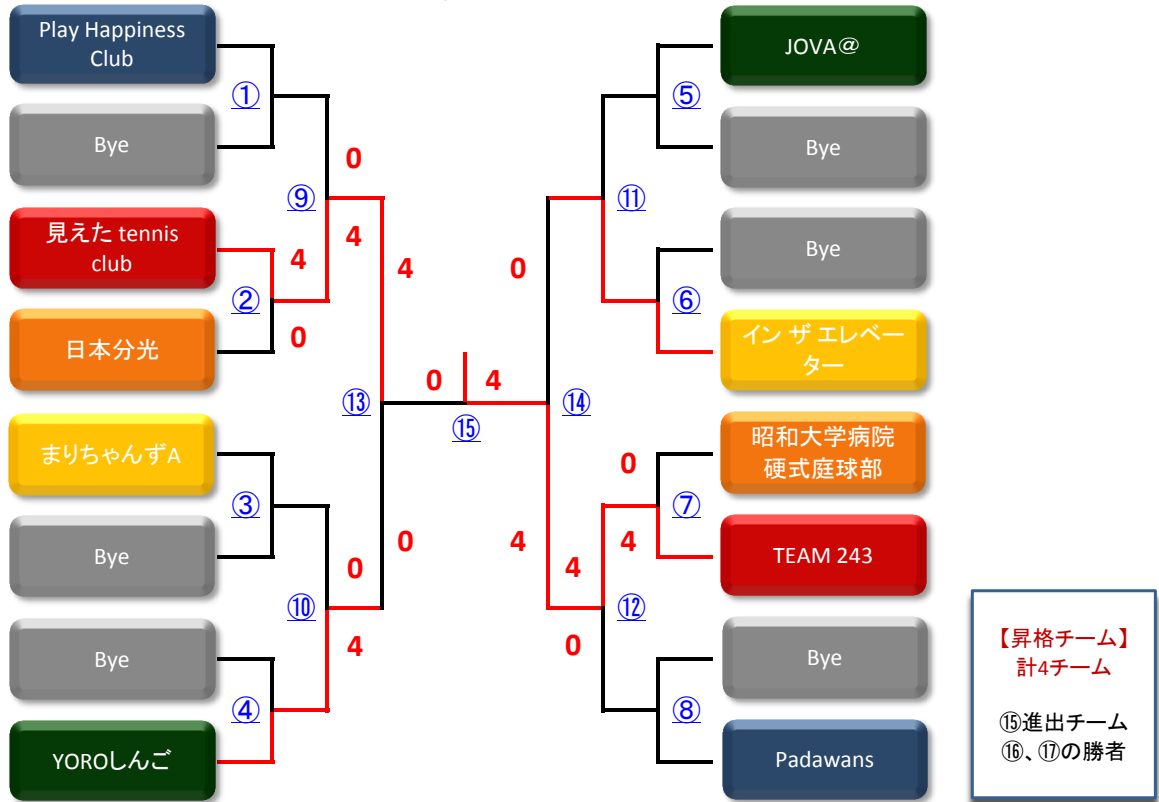 Play Happiness
Club
①
Bye
0
⑨
見えた tennis
club
4
4
4
②
日本分光
0
まりちゃんずA
③
Bye
0
0
⑩
Bye
4
④
YOROしんご
⑬
0
4
⑮
⑭
JOVA@
⑤
Bye
⑪
0
Bye
⑥
イン ザ エレベー
ター
昭和大学病院
硬式庭球部
0
⑦
4
4
4
TEAM 243
⑫
0
Bye
⑧
Padawans
【昇格チーム】
計4チーム
⑮進出チーム
⑯、⑰の勝者